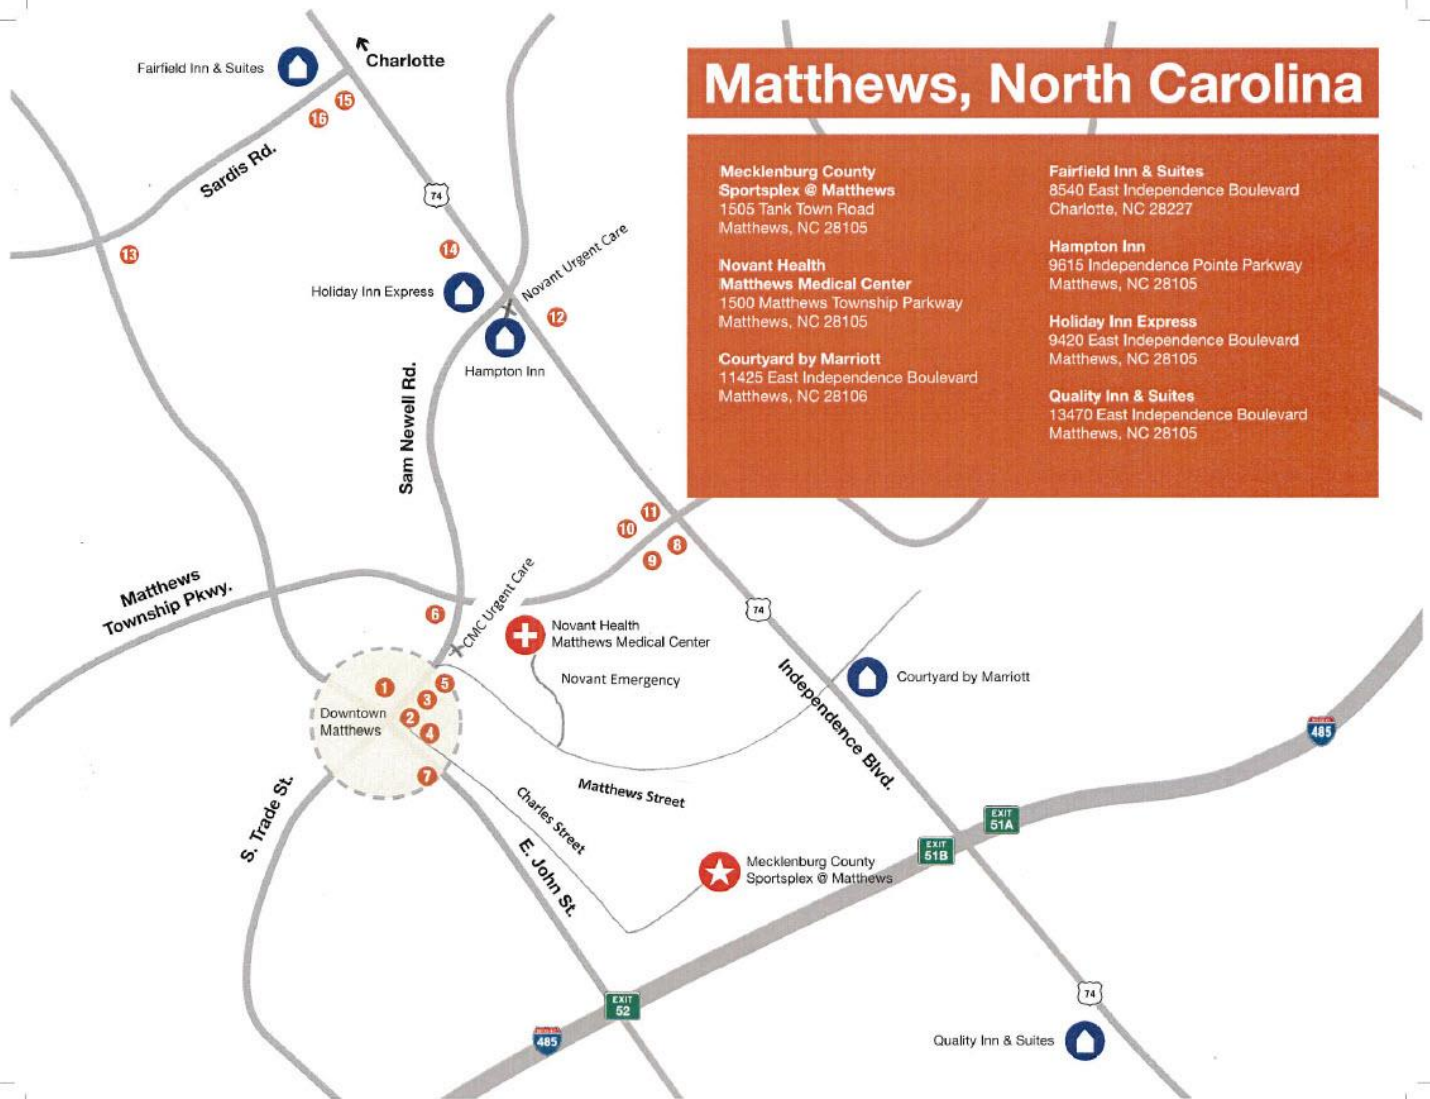 Matthews, North Carolina
Mecklenburg County
Sportsplex @ Matthews
1505 Tank Town Road
Matthews, NC 28105
Novant Health
Matthews Medical Center
1500 Matthews Township Parkway
Matthews, NC 28105
Courtyard by Marriott
11425 East Independence Boulevard
Matthews, NC 28106
Fairfield Inn & Suites
8540 East Independence Boulevard
Charlotte, NC 28227
Hampton Inn
9615 Independence Pointe Parkway
Matthews, NC 28105
Holiday Inn Express
9420 East Independence Boulevard
Matthews, NC 28105
Quality Inn & Suites
13470 East Independence Boulevard
Matthews, NC 28105
Charlotte
Fairfield Inn & Suites
15
16
Sardis Rd.
74
13
14
Novant Urgent Care
Holiday Inn Express
12
Hampton Inn
Sam Newell Rd.
11
10
8
9
Matthews
Township Pkwy.
CMC Urgent Care
6
74
Novant Health
Matthews Medical Center
Novant Emergency
Courtyard by Marriott
Independence Blvd.
1
5
3
2
4
7
Downtown
Matthews
485
Matthews Street
Charles Street
S. Trade St.
E. John St.
EXIT
51A
EXIT
51B
Mecklenburg County
Sportsplex @ Matthews
EXIT
52
485
74
Quality Inn & Suites